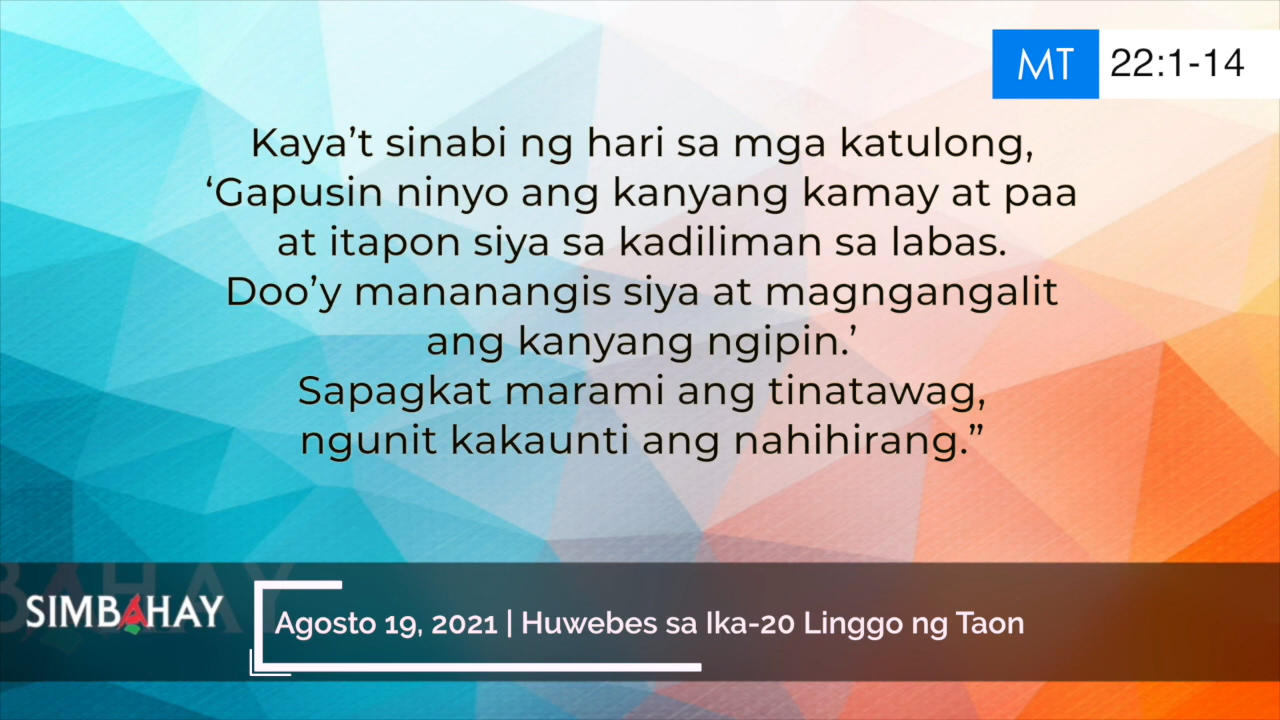 MT 22:1-14
Kaya’t sinabi ng hari sa mga katulong,
‘Gapusin ninyo ang kanyang kamay at paa
at itapon siya sa kadiliman sa labas.
Doo’y mananangis siya at magngangalit
ang kanyang ngipin.’
Sapagkat marami ang tinatawag,
ngunit kakaunti ang nahihirang.”
SIMBAHAY
Agosto 19, 2021 | Huwebes sa Ika-20 Linggo ng Taon